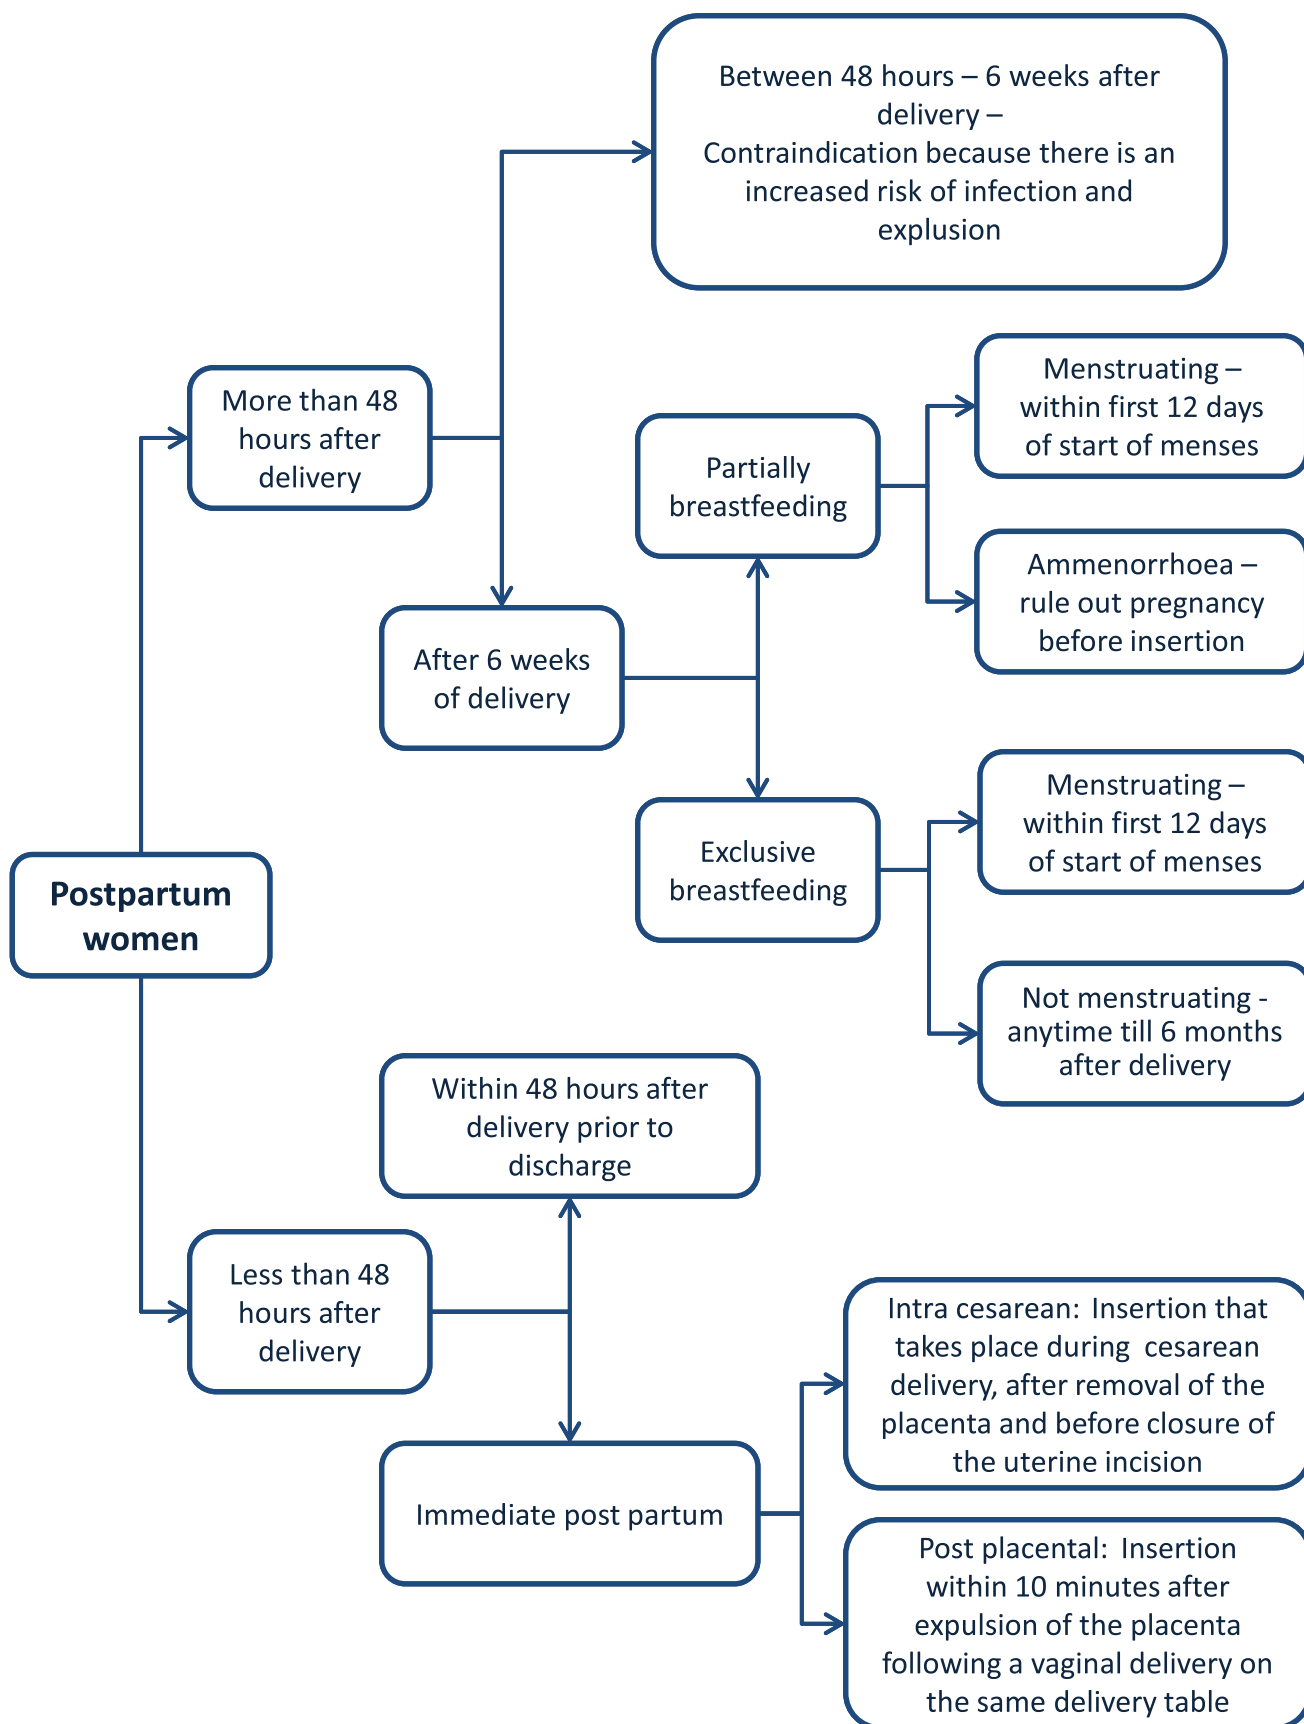 Between 48 hours – 6 weeks after
delivery –
Contraindication because there is an
increased risk of infection and
explusion
More than 48
hours after
delivery
Menstruating –
within first 12 days
of start of menses
Partially
breastfeeding
Ammenorrhoea –
rule out pregnancy
before insertion
After 6 weeks
of delivery
Menstruating –
within first 12 days
of start of menses
Exclusive
breastfeeding
Not menstruating -
anytime till 6 months
after delivery
Postpartum
women
Within 48 hours after
delivery prior to
discharge
Less than 48
hours after
delivery
Intra cesarean:  Insertion that
takes place during  cesarean
delivery, after removal of the
placenta and before closure of
the uterine incision
Immediate post partum
Post placental:  Insertion
within 10 minutes after
expulsion of the placenta
following a vaginal delivery on
the same delivery table